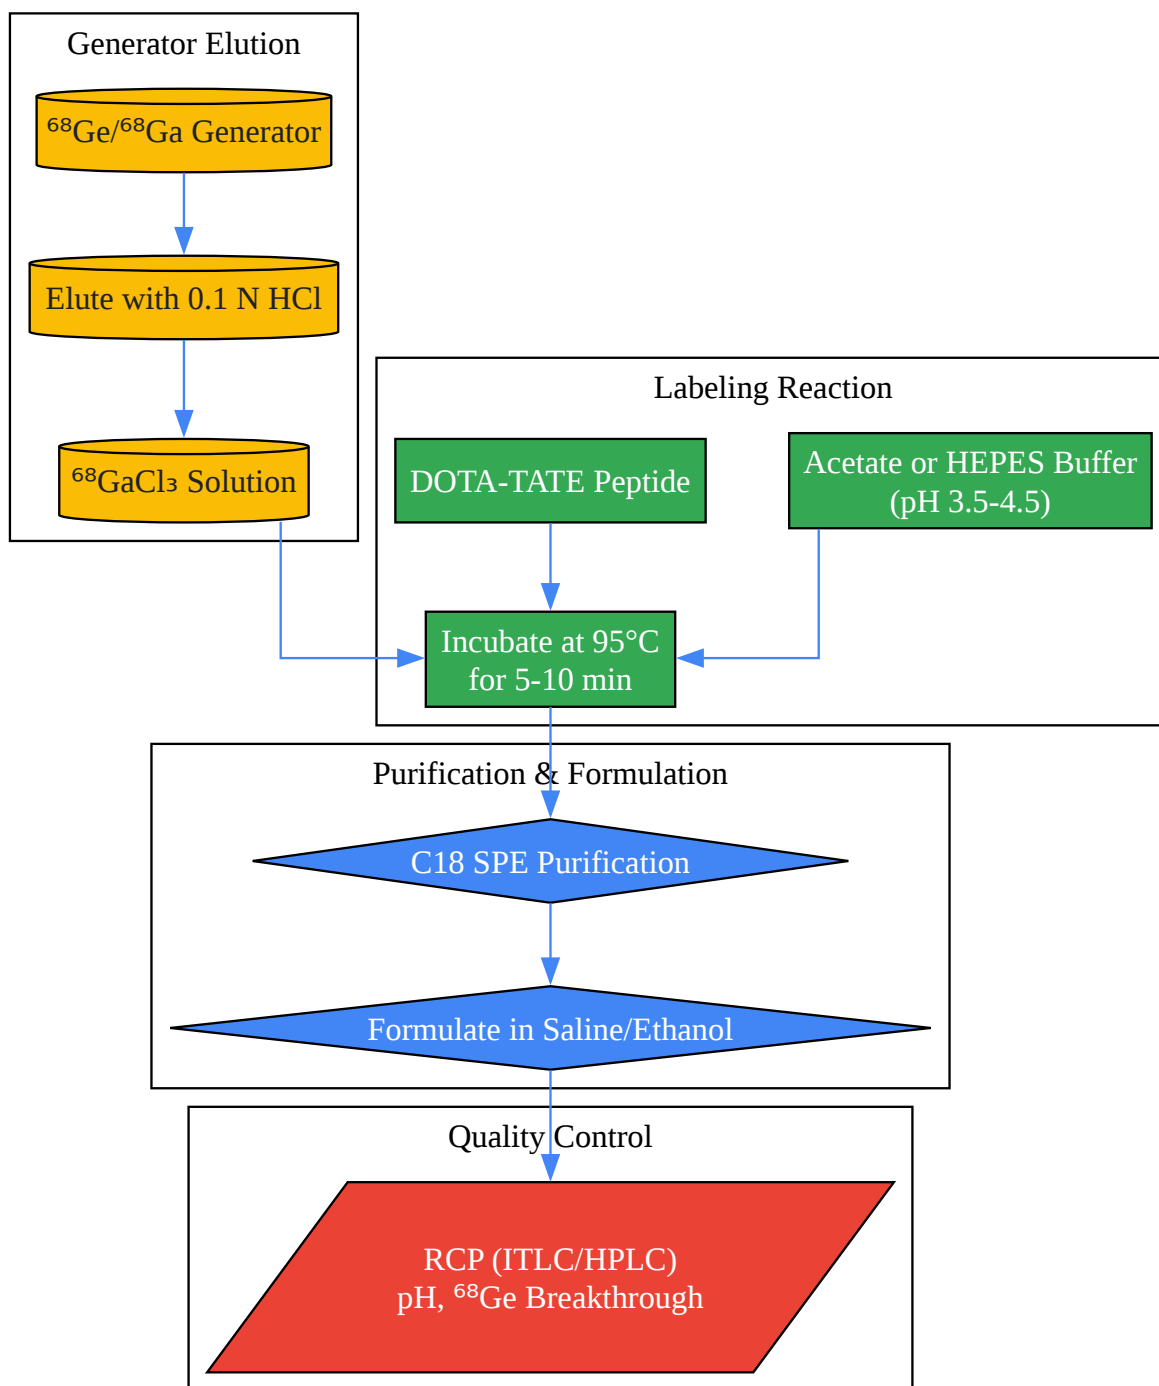 Generator Elution
⁶⁸Ge/⁶⁸Ga Generator
Elute with 0.1 N HCl
⁶⁸GaCl₃ Solution
Labeling Reaction
DOTA-TATE Peptide
Acetate or HEPES Buffer
(pH 3.5-4.5)
Incubate at 95°C
for 5-10 min
Purification & Formulation
C18 SPE Purification
Formulate in Saline/Ethanol
Quality Control
RCP (ITLC/HPLC)
pH, ⁶⁸Ge Breakthrough